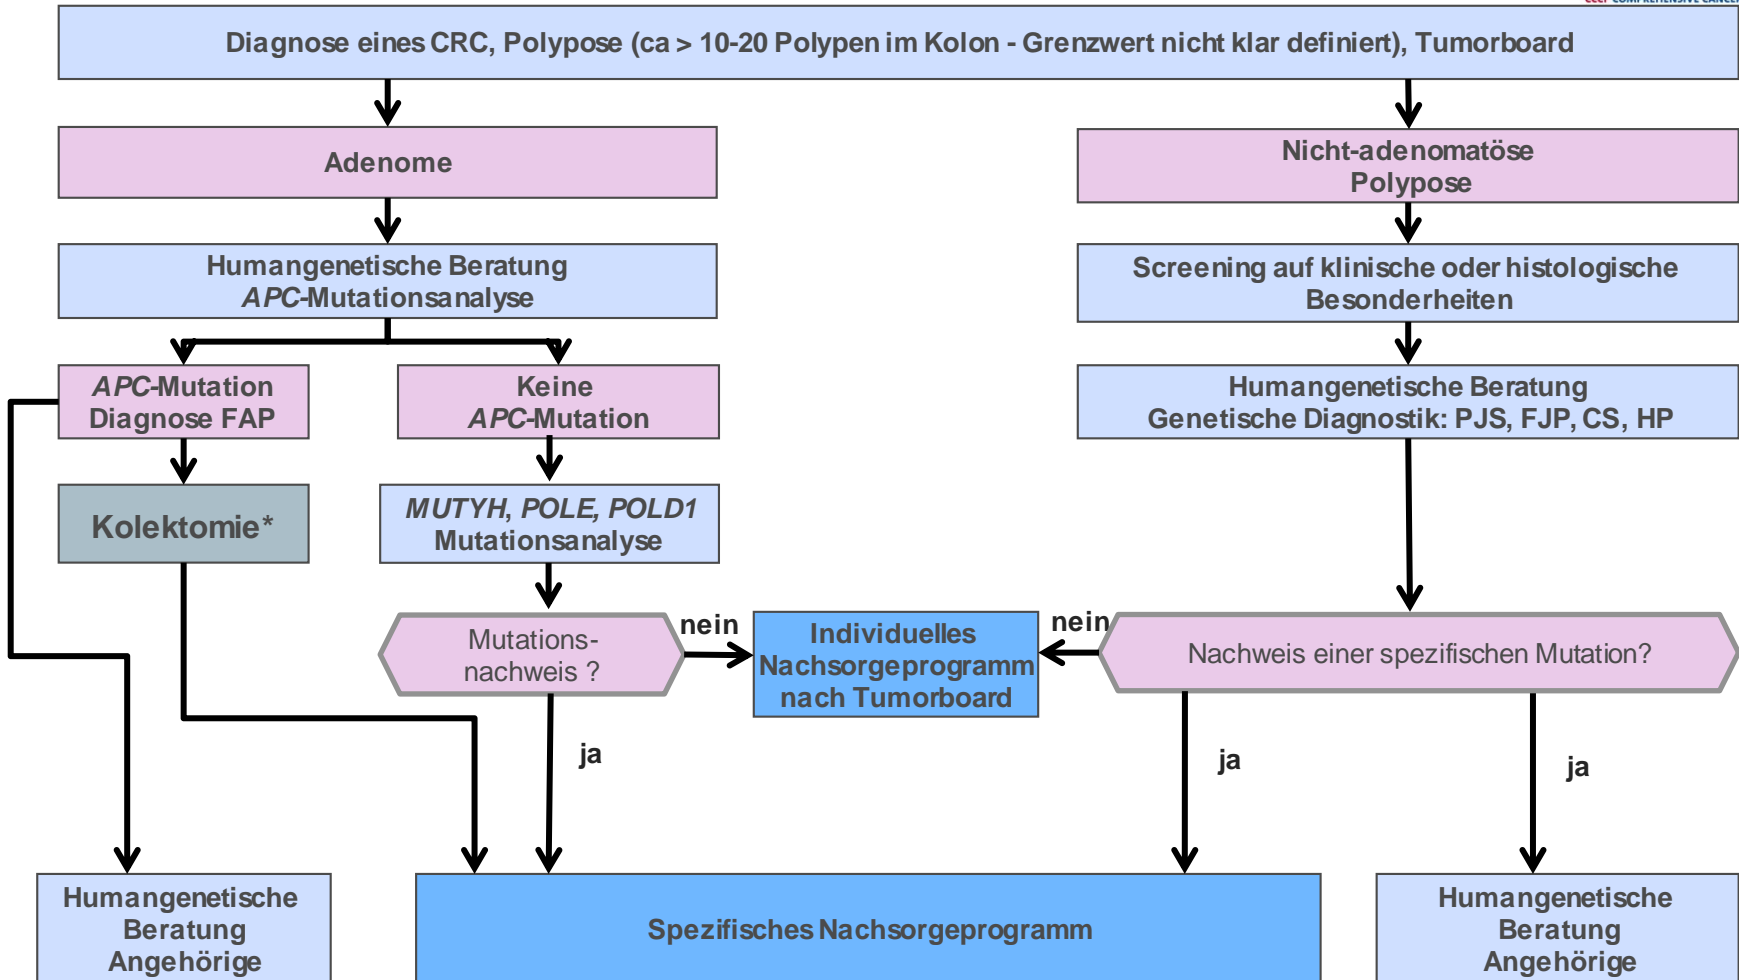 CCCF COMPREHENSIVE CANCER
Diagnose eines CRC, Polypose (ca > 10-20 Polypen im Kolon - Grenzwert nicht klar definiert), Tumorboard
Adenome
Nicht-adenomatöse
Polypose
Humangenetische Beratung
APC-Mutationsanalyse
Screening auf klinische oder histologische
Besonderheiten
APC-Mutation
Diagnose FAP
Keine
APC-Mutation
Humangenetische Beratung
Genetische Diagnostik: PJS, FJP, CS, HP
Kolektomie*
MUTYH, POLE, POLD1
Mutationsanalyse
Mutations-
nachweis ?
nein
Individuelles
Nachsorgeprogramm
nach Tumorboard
nein
Nachweis einer spezifischen Mutation?
ja
ja
ja
Humangenetische
Beratung
Angehörige
Spezifisches Nachsorgeprogramm
Humangenetische
Beratung
Angehörige